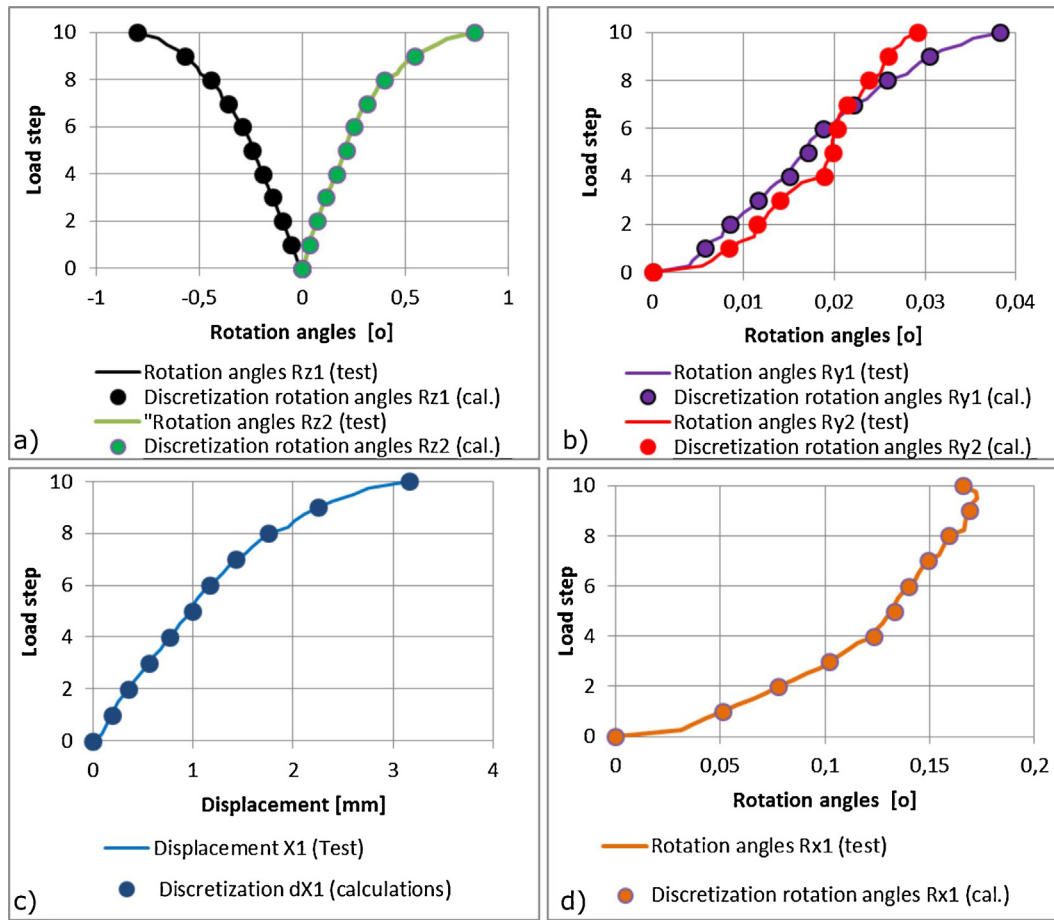 10
8
6
4
2
0
Load step
-1 -0,5 0 0,5 1
Rotation angles [o]
Rotation angles Rz1 (test)
Discretization rotation angles Rz1 (cal.)
"Rotation angles Rz2 (test)
Discretization rotation angles Rz2 (cal.)
a)
10
8
6
4
2
0
Load step
0 0,01 0,02 0,03 0,04
Rotation angles [o]
Rotation angles Ry1 (test)
Discretization rotation angles Ry1 (cal.)
Rotation angles Ry2 (test)
Discretization rotation angles Ry2 (cal.)
b)
10
8
6
4
2
0
Load step
0 1 2 3 4
Displacement [mm]
Displacement X1 (Test)
Discretization dX1 (calculations)
c)
10
8
6
4
2
0
Load step
0 0,05 0,1 0,15 0,2
Rotation angles [o]
Rotation angles Rx1 (test)
Discretization rotation angles Rx1 (cal.)
d)